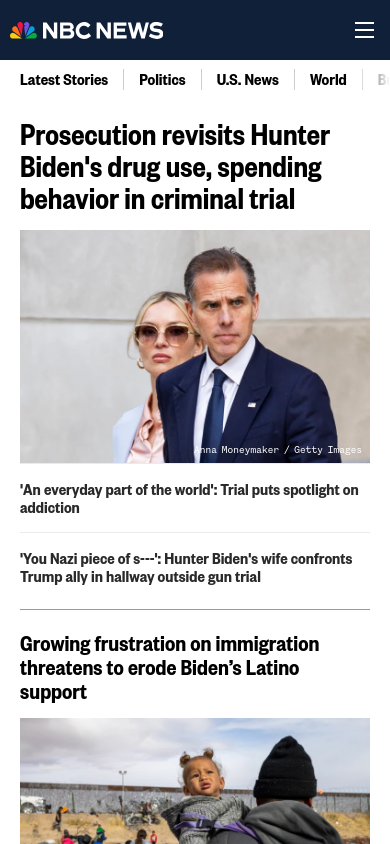 NBC NEWS
Latest Stories
Politics
U.S. News
World
Prosecution revisits Hunter
Biden's drug use, spending
behavior in criminal trial
Anna Moneymaker / Getty Images
'An everyday part of the world': Trial puts spotlight on
addiction
'You Nazi piece of s---': Hunter Biden's wife confronts
Trump ally in hallway outside gun trial
Growing frustration on immigration
threatens to erode Biden’s Latino
support